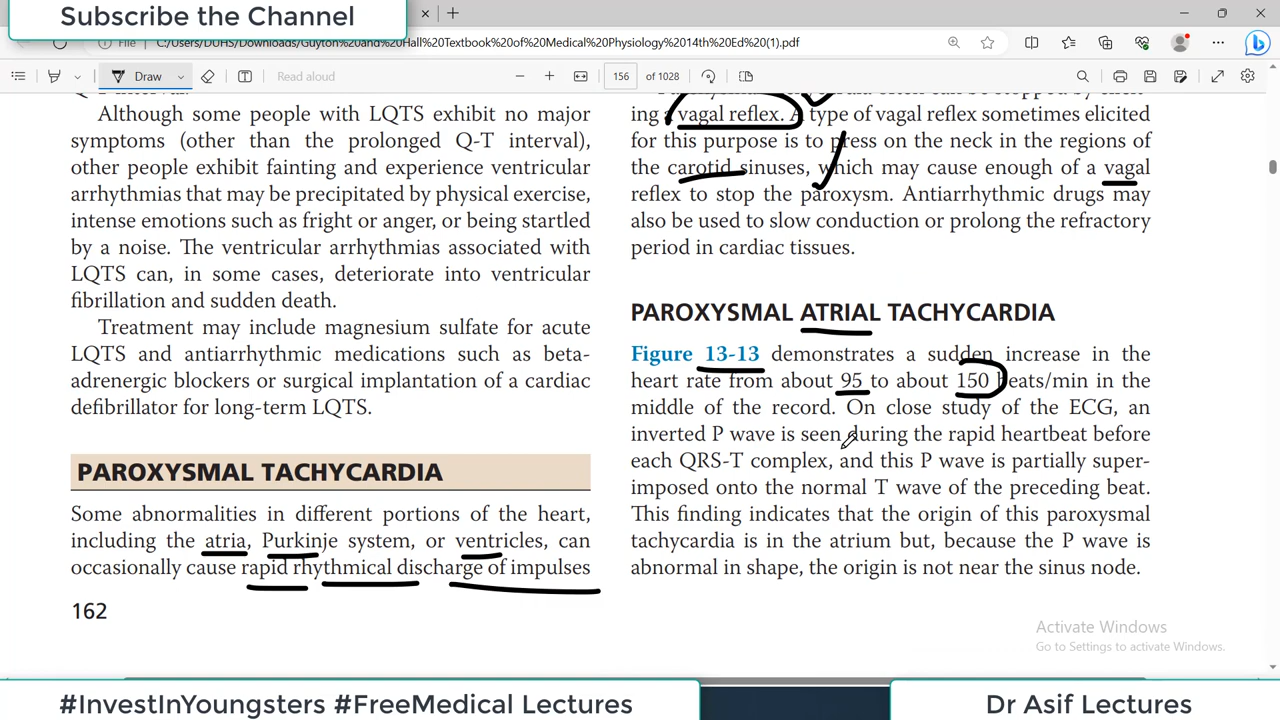 Subscribe the Channel
File
C:/Users/DUHS/Downloads/Guyton%20and%20Hall%20Textbook%20of%20Medical%20Physiology%2014th%20Ed%20(1).pdf
Draw
Read aloud
156 of 1028
Although some people with LQTS exhibit no major
symptoms (other than the prolonged Q-T interval),
other people exhibit fainting and experience ventricular
arrhythmias that may be precipitated by physical exercise,
intense emotions such as fright or anger, or being startled
by a noise. The ventricular arrhythmias associated with
LQTS can, in some cases, deteriorate into ventricular
fibrillation and sudden death.
Treatment may include magnesium sulfate for acute
LQTS and antiarrhythmic medications such as beta-
adrenergic blockers or surgical implantation of a cardiac
defibrillator for long-term LQTS.
PAROXYSMAL TACHYCARDIA
Some abnormalities in different portions of the heart,
including the atria, Purkinje system, or ventricles, can
occasionally cause rapid rhythmical discharge of impulses
162
ing a vagal reflex. A type of vagal reflex sometimes elicited
for this purpose is to press on the neck in the regions of
the carotid sinuses, which may cause enough of a vagal
reflex to stop the paroxysm. Antiarrhythmic drugs may
also be used to slow conduction or prolong the refractory
period in cardiac tissues.
PAROXYSMAL ATRIAL TACHYCARDIA
Figure 13-13 demonstrates a sudden increase in the
heart rate from about 95 to about 150 beats/min in the
middle of the record. On close study of the ECG, an
inverted P wave is seen during the rapid heartbeat before
each QRS-T complex, and this P wave is partially super-
imposed onto the normal T wave of the preceding beat.
This finding indicates that the origin of this paroxysmal
tachycardia is in the atrium but, because the P wave is
abnormal in shape, the origin is not near the sinus node.
Activate Windows
Go to Settings to activate Windows.
#InvestInYoungsters #FreeMedical Lectures
Dr Asif Lectures